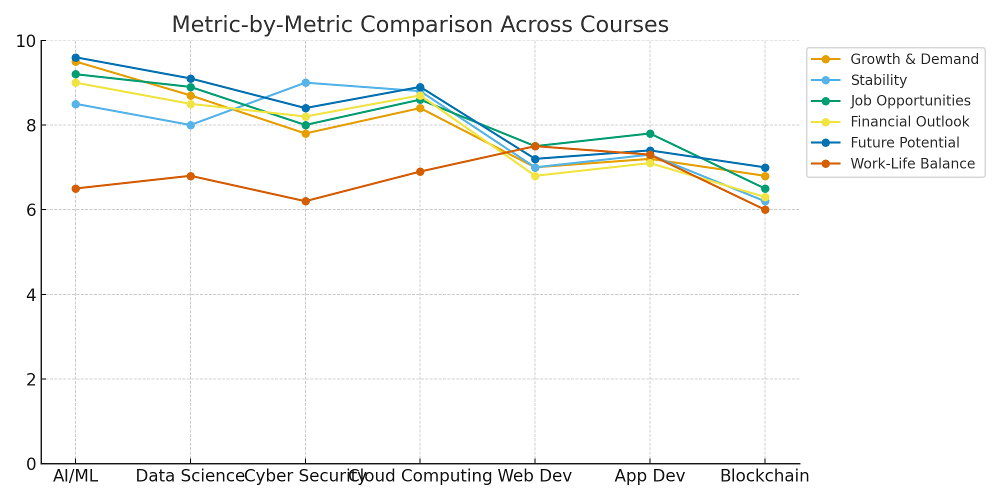 Metric-by-Metric Comparison Across Courses
10
8
6
4
2
0
AI/ML
Data Science
Cyber Security
Cloud Computing
Web Dev
App Dev
Blockchain
Growth & Demand
Stability
Job Opportunities
Financial Outlook
Future Potential
Work-Life Balance